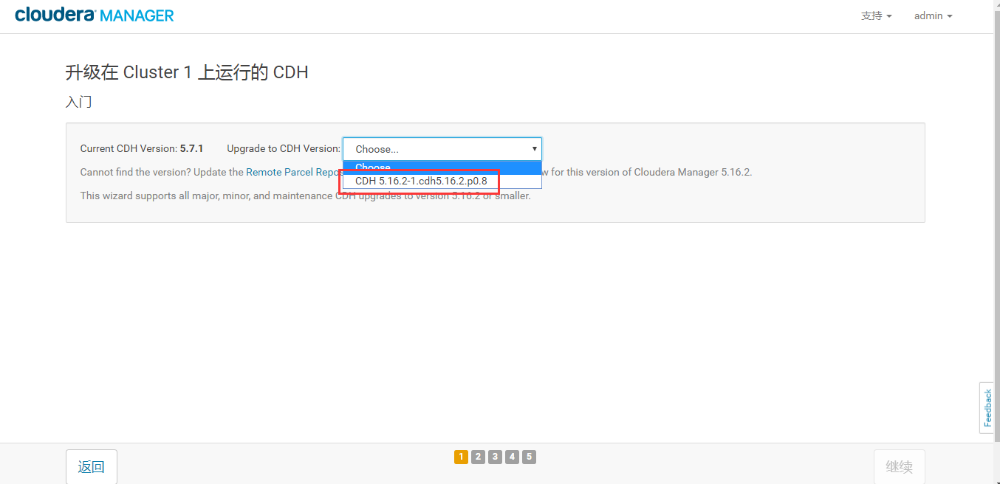 cloudera MANAGER 支持 admin
升级在 Cluster 1 上运行的 CDH
入门
Current CDH Version: 5.7.1 Upgrade to CDH Version: Choose...
Choose
Cannot find the version? Update the Remote Parcel Repo for this version of Cloudera Manager 5.16.2.
CDH 5.16.2-1.cdh5.16.2.p0.8
This wizard supports all major, minor, and maintenance CDH upgrades to version 5.16.2 or smaller.
Feedback
返回 1 2 3 4 5 继续